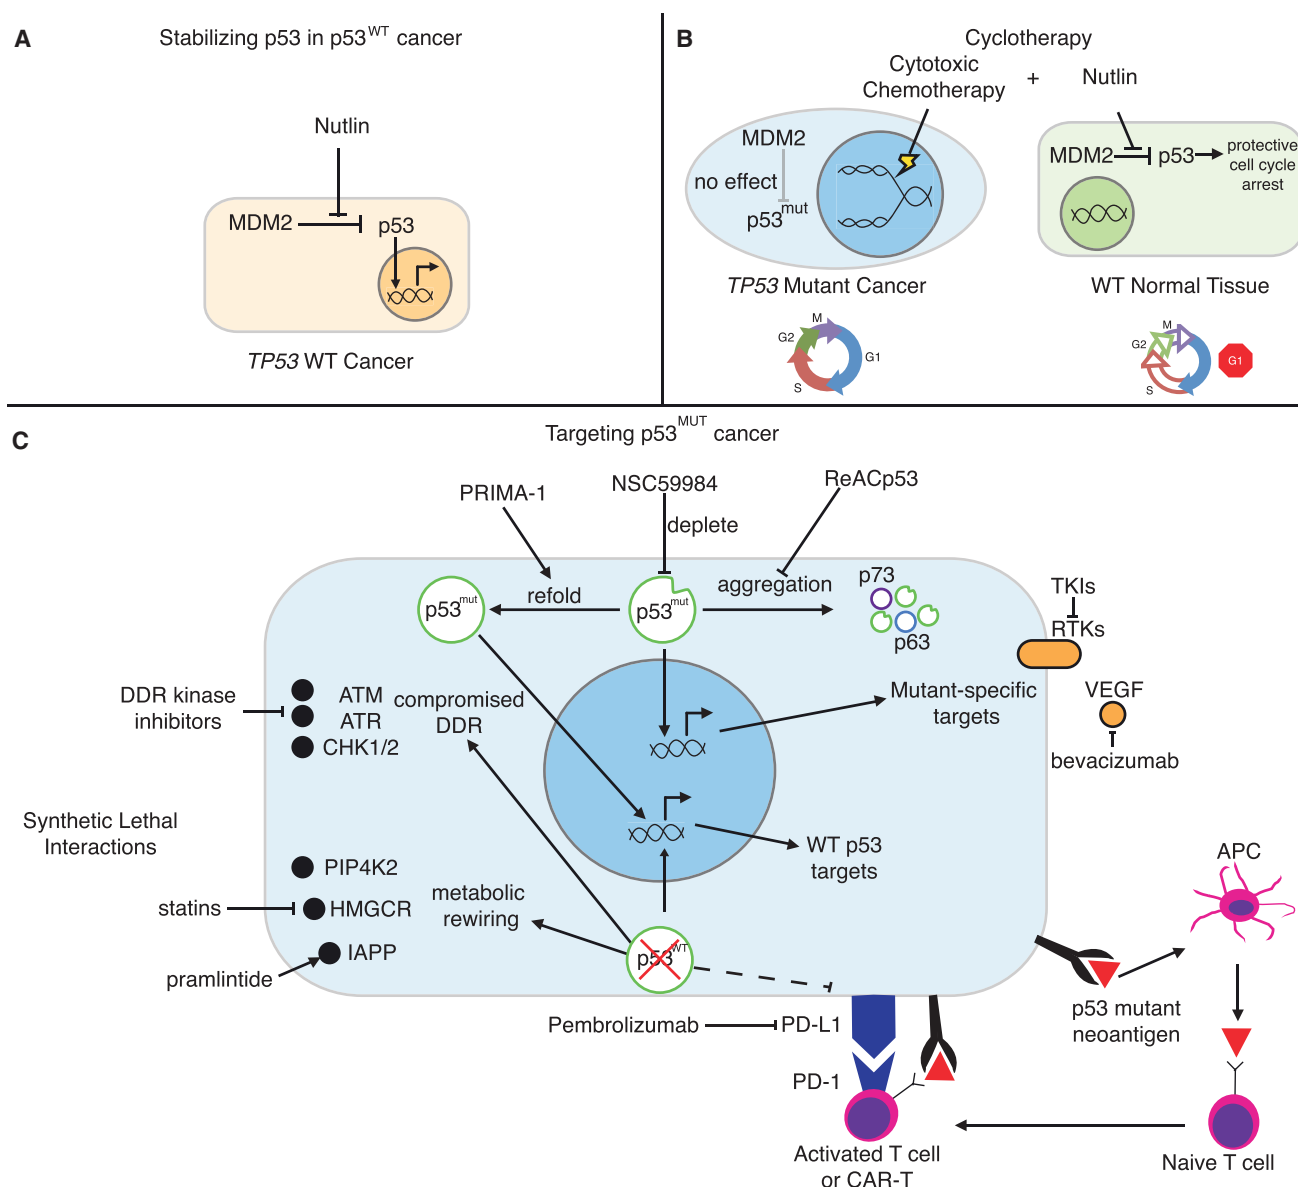 A
Stabilizing p53 in p53WT cancer
Nutlin
MDM2
p53
TP53 WT Cancer
B
Cyclotherapy
Cytotoxic
Chemotherapy
+
Nutlin
MDM2
no effect
p53mut
TP53 Mutant Cancer
MDM2
p53
protective
cell cycle
arrest
WT Normal Tissue
M
G2
G1
S
M
G2
G1
S
C
Targeting p53MUT cancer
PRIMA-1
NSC59984
ReACp53
deplete
refold
aggregation
p53mut
p53mut
p73
p63
TKIs
RTKs
VEGF
bevacizumab
DDR kinase
inhibitors
ATM
ATR
CHK1/2
compromised
DDR
Mutant-specific
targets
Synthetic Lethal
Interactions
WT p53
targets
PIP4K2
statins
HMGCR
IAPP
pramlintide
metabolic
rewiring
p53WT
APC
p53 mutant
neoantigen
Pembrolizumab
PD-L1
PD-1
Activated T cell
or CAR-T
Naive T cell